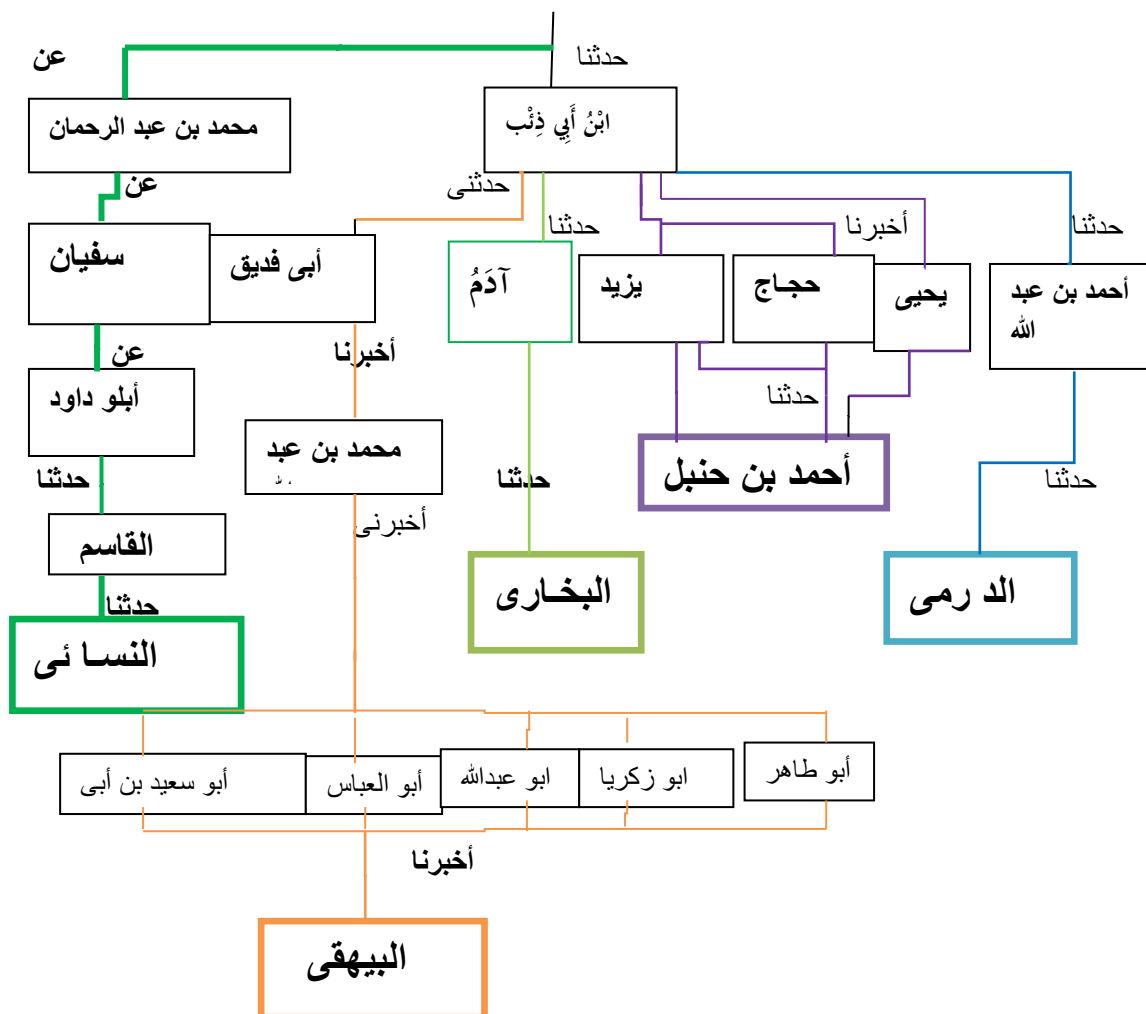 حدثنا
عن
ابْنُ أَبِي ذِئْب
محمد بن عبد الرحمان
حدثنى
عن
حدثنا
أخبرنا
حدثنا
أبى فديق
سفيان
آدَمُ
يزيد
حجاج
يحيى
أحمد بن عبد
الله
أخبرنا
عن
أبلو داود
حدثنا
محمد بن عبد
أحمد بن حنبل
حدثنا
حدثنا
حدثنا
أخبرنى
القاسم
البخارى
الد رمى
حدثنا
النسا ئى
أبو طاهر
ابو زكريا
ابو عبدالله
أبو العباس
أبو سعيد بن أبى
أخبرنا
البيهقى